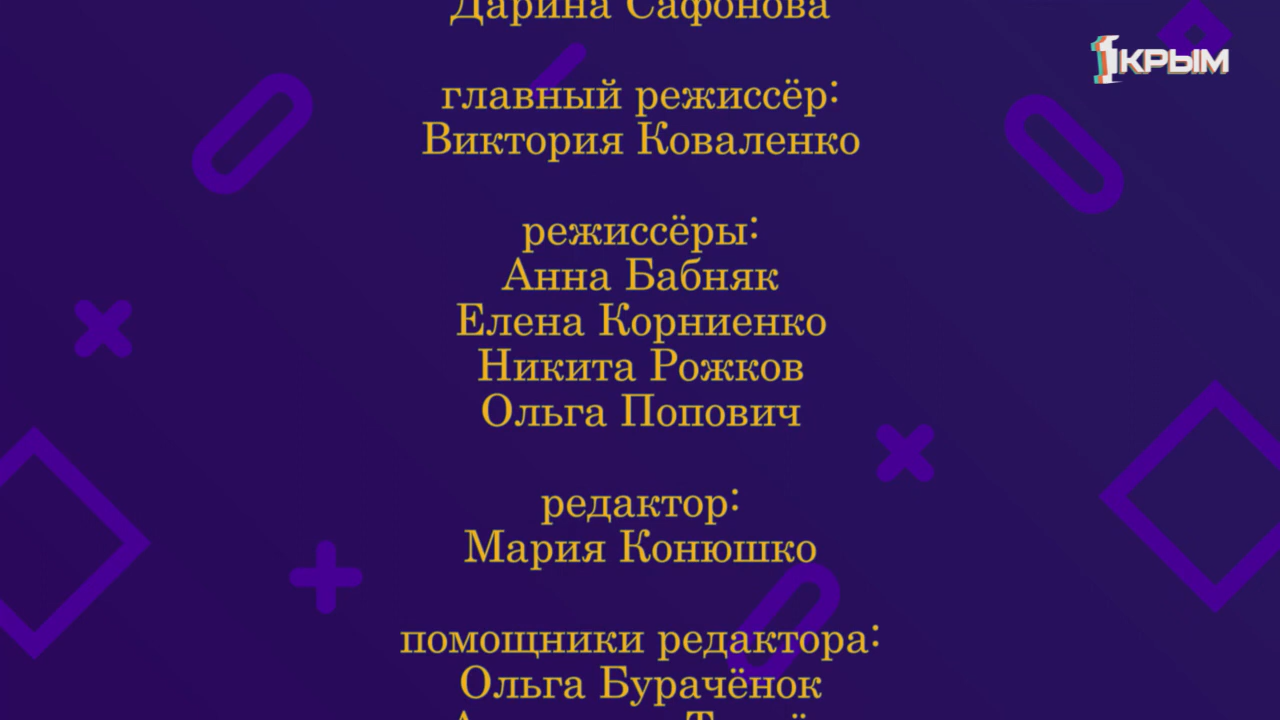 Дарина Сафонова
1КРЫМ
главный режиссёр:
Виктория Коваленко
режиссёры:
Анна Бабняк
Елена Корниенко
Никита Рожков
Ольга Попович
редактор:
Мария Конюшко
помощники редактора:
Ольга Бурачёнок